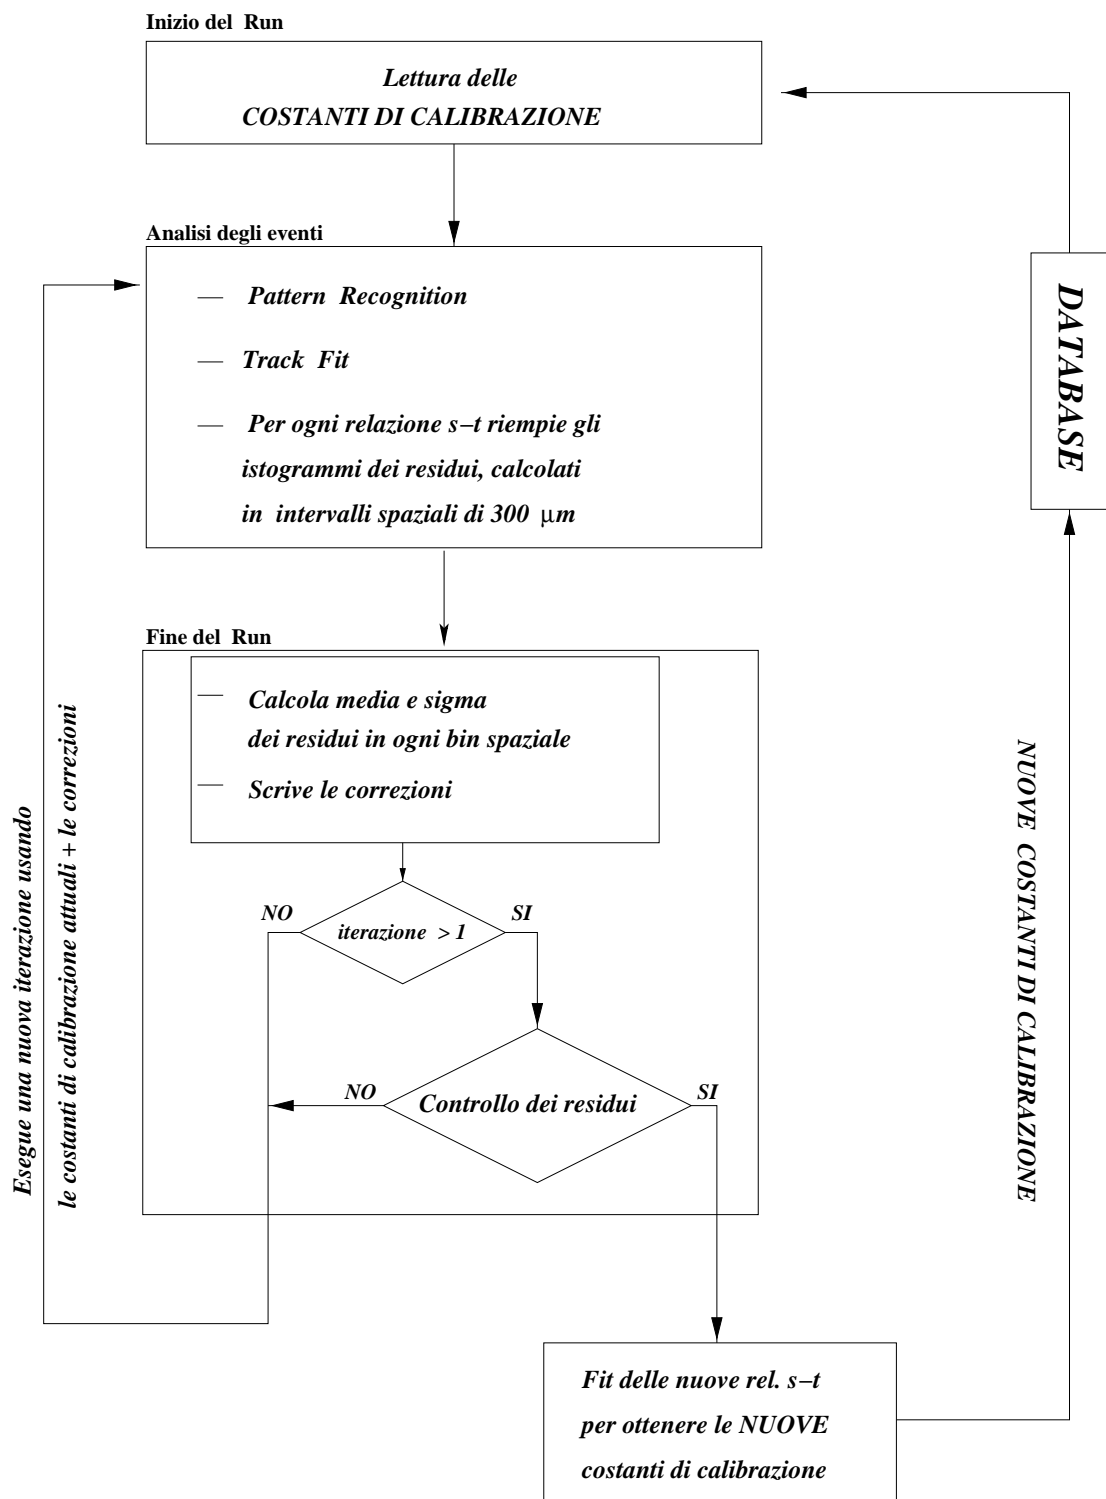 Inizio del Run
Lettura delle
COSTANTI DI CALIBRAZIONE
Analisi degli eventi
— Pattern Recognition
— Track Fit
— Per ogni relazione s–t riempie gli
istogrammi dei residui, calcolati
in intervalli spaziali di 300 μm
DATABASE
Fine del Run
— Calcola media e sigma
dei residui in ogni bin spaziale
— Scrive le correzioni
NO
SI
iterazione > 1
NO
SI
Controllo dei residui
Esegue una nuova iterazione usando
le costanti di calibrazione attuali + le correzioni
NUOVE COSTANTI DI CALIBRAZIONE
Fit delle nuove rel. s–t
per ottenere le NUOVE
costanti di calibrazione